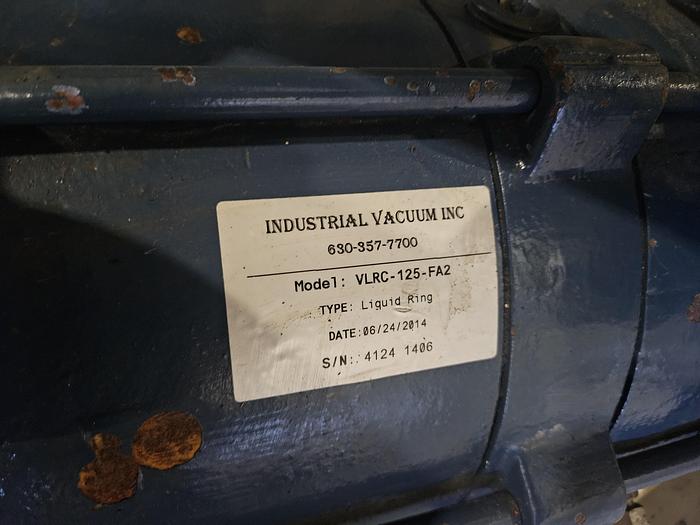 INDUSTRIAL VACUUM INC
630-357-7700
Model: VLRC-125-FA2
TYPE: Liquid Ring
DATE:06/24/2014
S/N: 4124 1406